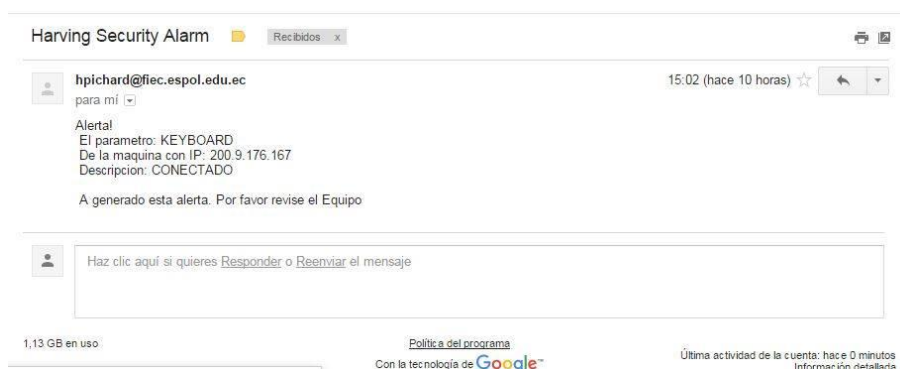 Harving Security Alarm Recibidos x
hpichard@fiec.espol.edu.ec 15:02 (hace 10 horas)
para mí
Alerta!
El parametro: KEYBOARD
De la maquina con IP: 200.9.176.167
Descripcion: CONECTADO
A generado esta alerta. Por favor revise el Equipo
Haz clic aquí si quieres Responder o Reenviar el mensaje
1,13 GB en uso
Política del programa
Con la tecnología de Google™
Última actividad de la cuenta: hace 0 minutos
Información detallada